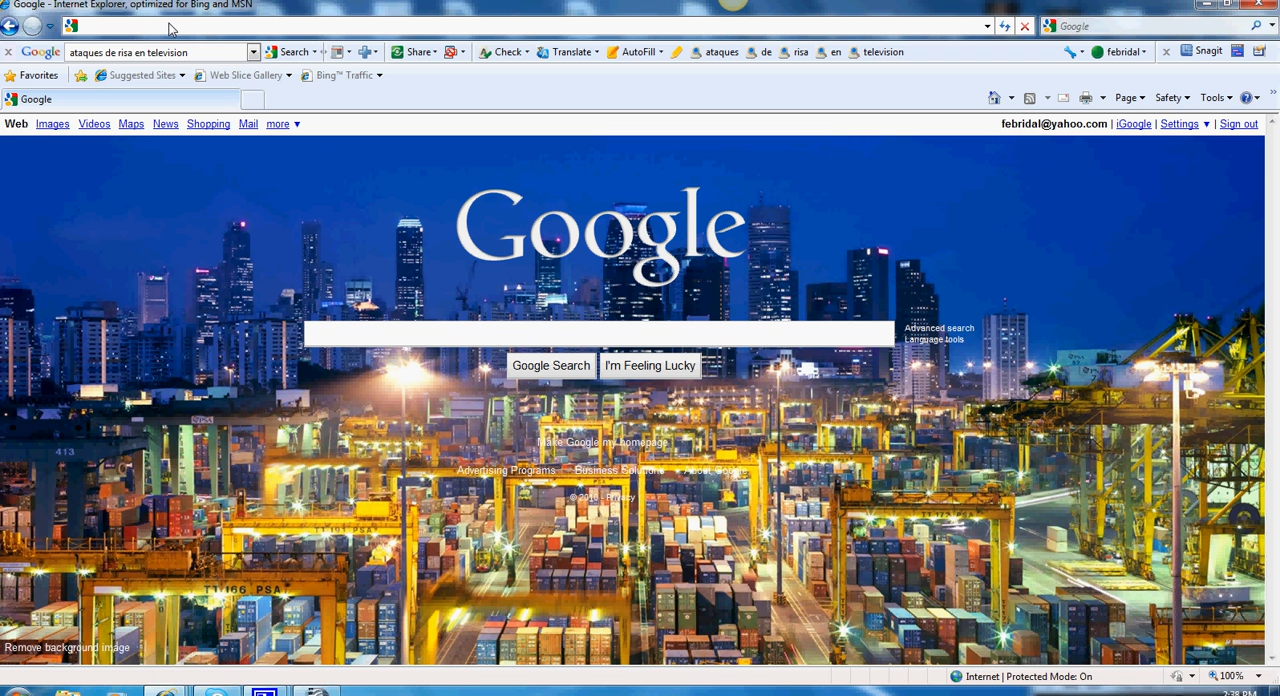 Google - Internet Explorer, optimized for Bing and MSN
Google
Google ataques de risa en television Search Share Check Translate AutoFill ataques de risa en television febridal Snagit
Favorites Suggested Sites Web Slice Gallery Bing™ Traffic
Google Page Safety Tools
Web Images Videos Maps News Shopping Mail more febridal@yahoo.com | iGoogle | Settings | Sign out
Google
Advanced search
Language tools
Google Search I'm Feeling Lucky
Make Google my homepage
413
Advertising Programs Business Solutions About Google
© 2010 - Privacy
TT166 PSA
Remove background image
Internet | Protected Mode: On 100%
2:38 PM